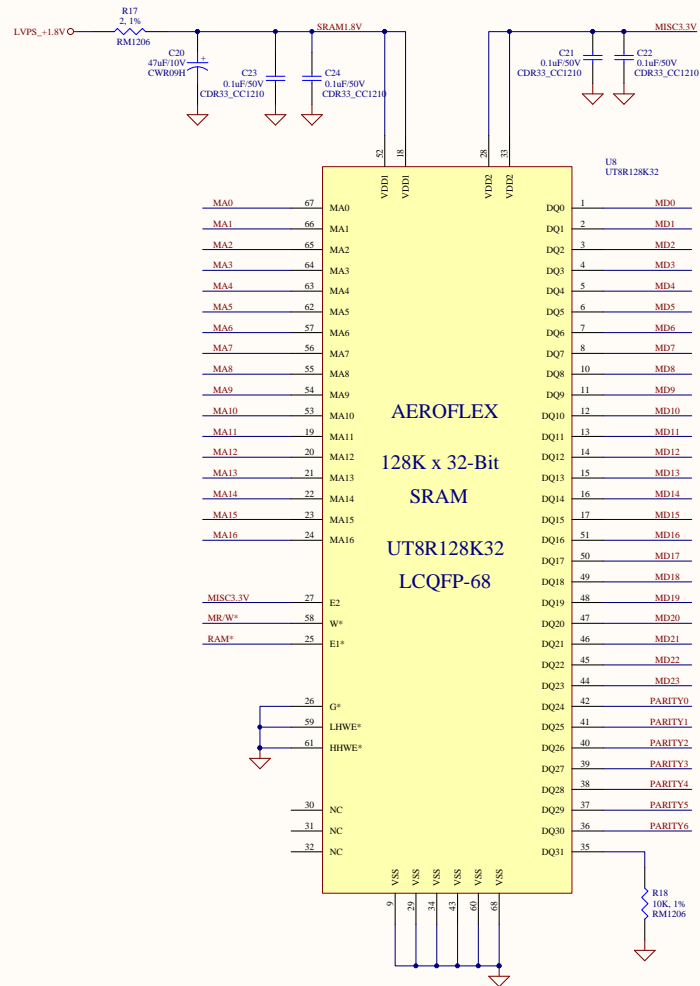 R17
2, 1%
RM1206
LVPS_+1.8V
SRAM1.8V
MISC3.3V
C20
47uF/10V
CWR09H
+
C23
0.1uF/50V
CDR33_CC1210
C24
0.1uF/50V
CDR33_CC1210
C21
0.1uF/50V
CDR33_CC1210
C22
0.1uF/50V
CDR33_CC1210
52
18
28
33
VDD1
VDD1
VDD2
VDD2
U8
UT8R128K32
MA0 67 MA0
MA1 66 MA1
MA2 65 MA2
MA3 64 MA3
MA4 63 MA4
MA5 62 MA5
MA6 57 MA6
MA7 56 MA7
MA8 55 MA8
MA9 54 MA9
MA10 53 MA10
MA11 19 MA11
MA12 20 MA12
MA13 21 MA13
MA14 22 MA14
MA15 23 MA15
MA16 24 MA16
MISC3.3V 27 E2
MR/W* 58 W*
RAM* 25 E1*
26 G*
59 LHWE*
61 HHWE*
30 NC
31 NC
32 NC
AEROFLEX
128K x 32-Bit
SRAM
UT8R128K32
LCQFP-68
DQ0 1 MD0
DQ1 2 MD1
DQ2 3 MD2
DQ3 4 MD3
DQ4 5 MD4
DQ5 6 MD5
DQ6 7 MD6
DQ7 8 MD7
DQ8 10 MD8
DQ9 11 MD9
DQ10 12 MD10
DQ11 13 MD11
DQ12 14 MD12
DQ13 15 MD13
DQ14 16 MD14
DQ15 17 MD15
DQ16 51 MD16
DQ17 50 MD17
DQ18 49 MD18
DQ19 48 MD19
DQ20 47 MD20
DQ21 46 MD21
DQ22 45 MD22
DQ23 44 MD23
DQ24 42 PARITY0
DQ25 41 PARITY1
DQ26 40 PARITY2
DQ27 39 PARITY3
DQ28 38 PARITY4
DQ29 37 PARITY5
DQ30 36 PARITY6
DQ31 35
VSS
VSS
VSS
VSS
VSS
VSS
9
29
34
43
60
68
R18
10K, 1%
RM1206